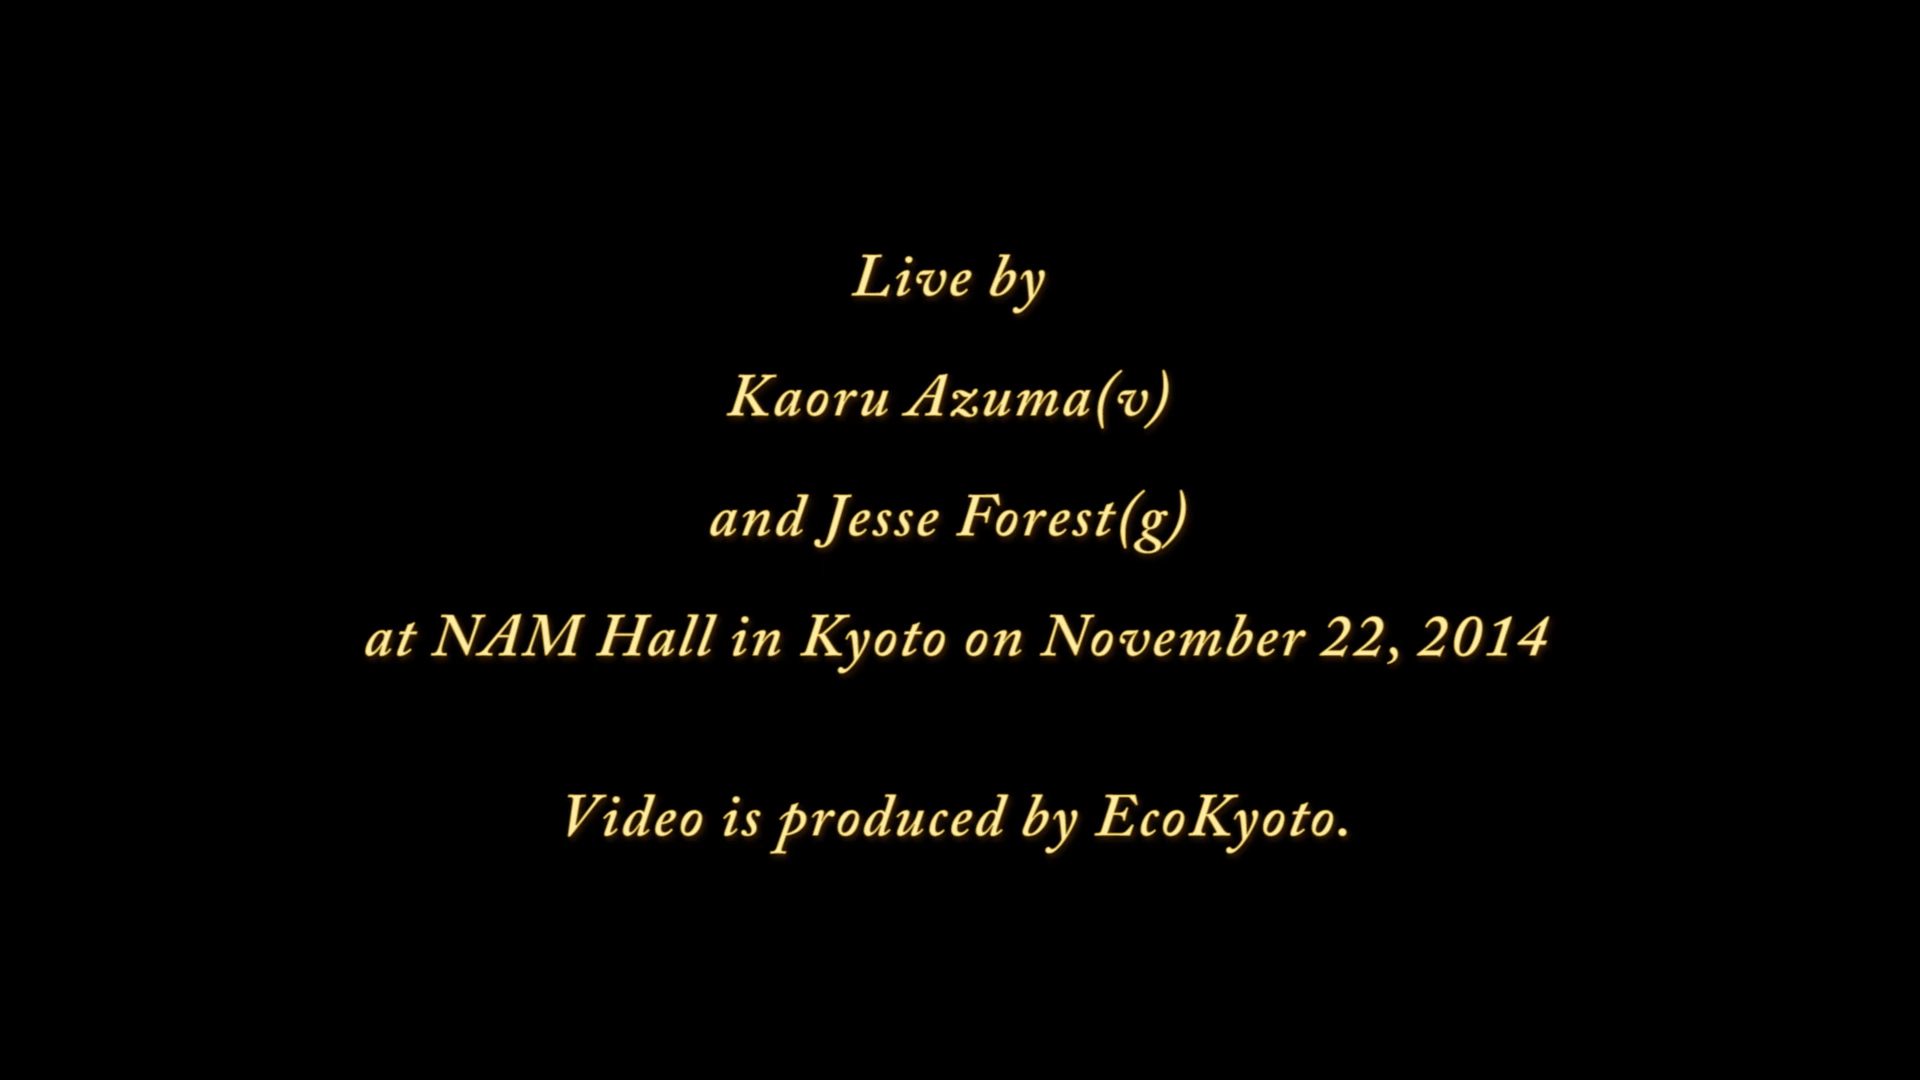 Live by
Kaoru Azuma(v)
and Jesse Forest(g)
at NAM Hall in Kyoto on November 22, 2014
Video is produced by EcoKyoto.